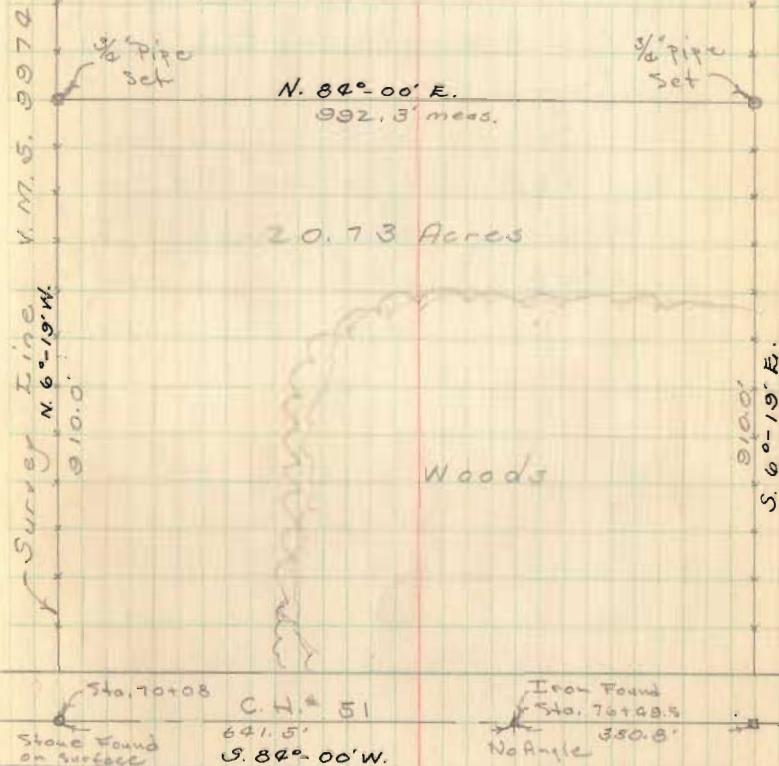 3/4" pipe
set
3/4" pipe
set
N. 84°-00' E.
992.3' meas.
20.73 Acres
Survey Line V.M.S. 9974
N. 6°-19' W.
910.0'
Woods
910.0'
S. 6°-19' E.
Sta. 70+08
C.H.# 51
Iron Found
Sta. 76+49.5
641.5'
350.8'
Stone Found
on surface
S. 84°-00' W.
No Angle